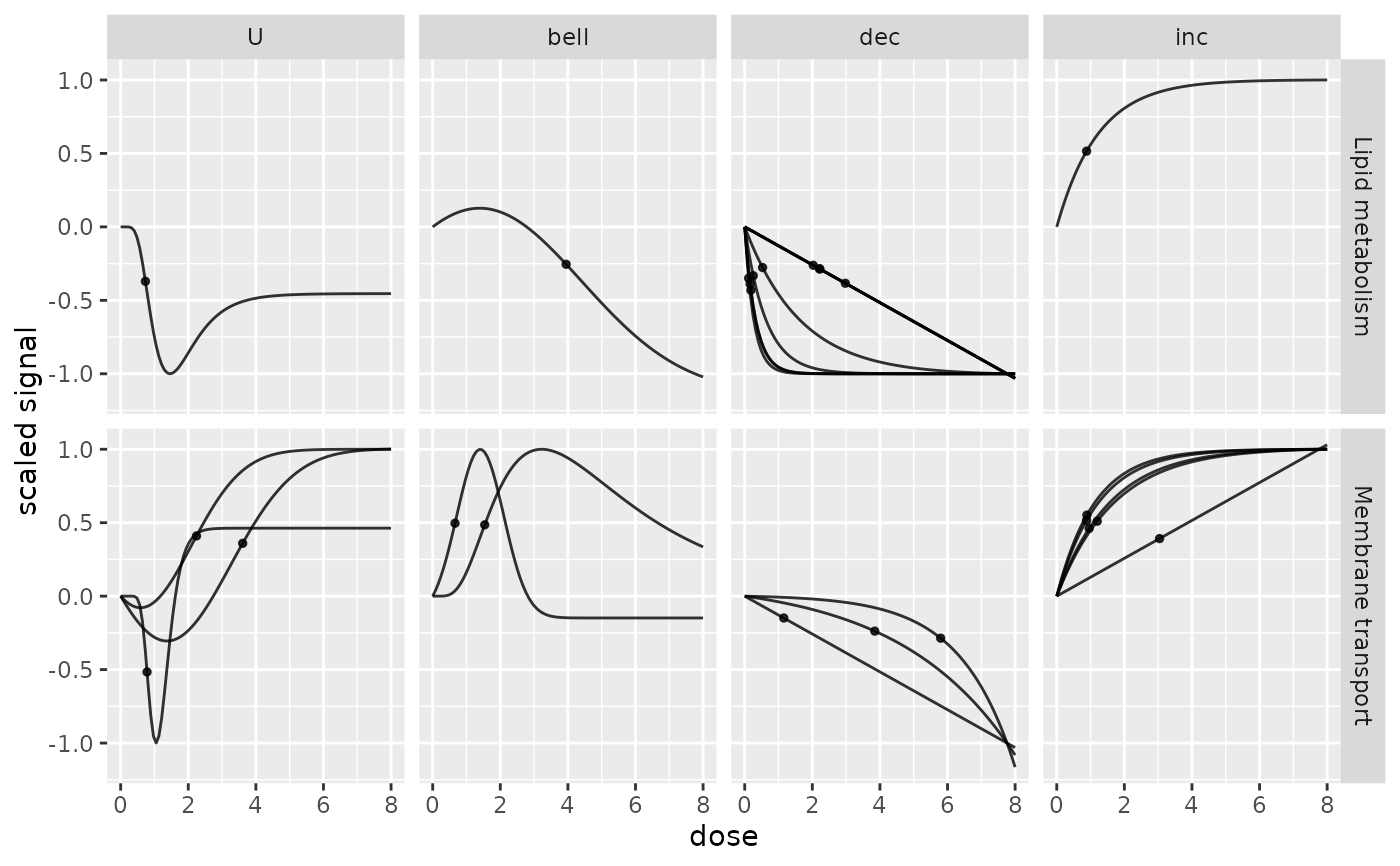 U bell dec inc
1.0
0.5
0.0
-0.5
-1.0
Lipid metabolism
scaled signal
1.0
0.5
0.0
-0.5
-1.0
Membrane transport
0 2 4 6 8 0 2 4 6 8 0 2 4 6 8 0 2 4 6 8
dose